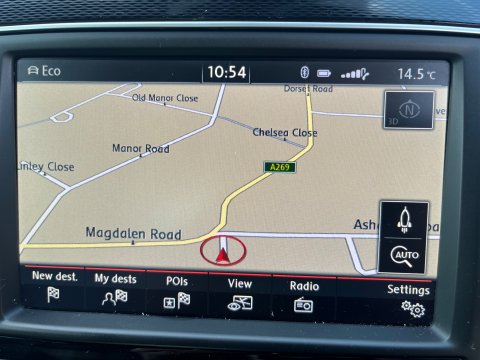 Eco
10:54
14.5°C
Dorset Road
Old Manor Close
N
3D
Chelsea Close
Manor Road
A269
Close
Magdalen Road
AUTO
New dest.
My dests
POIs
View
Radio
Settings